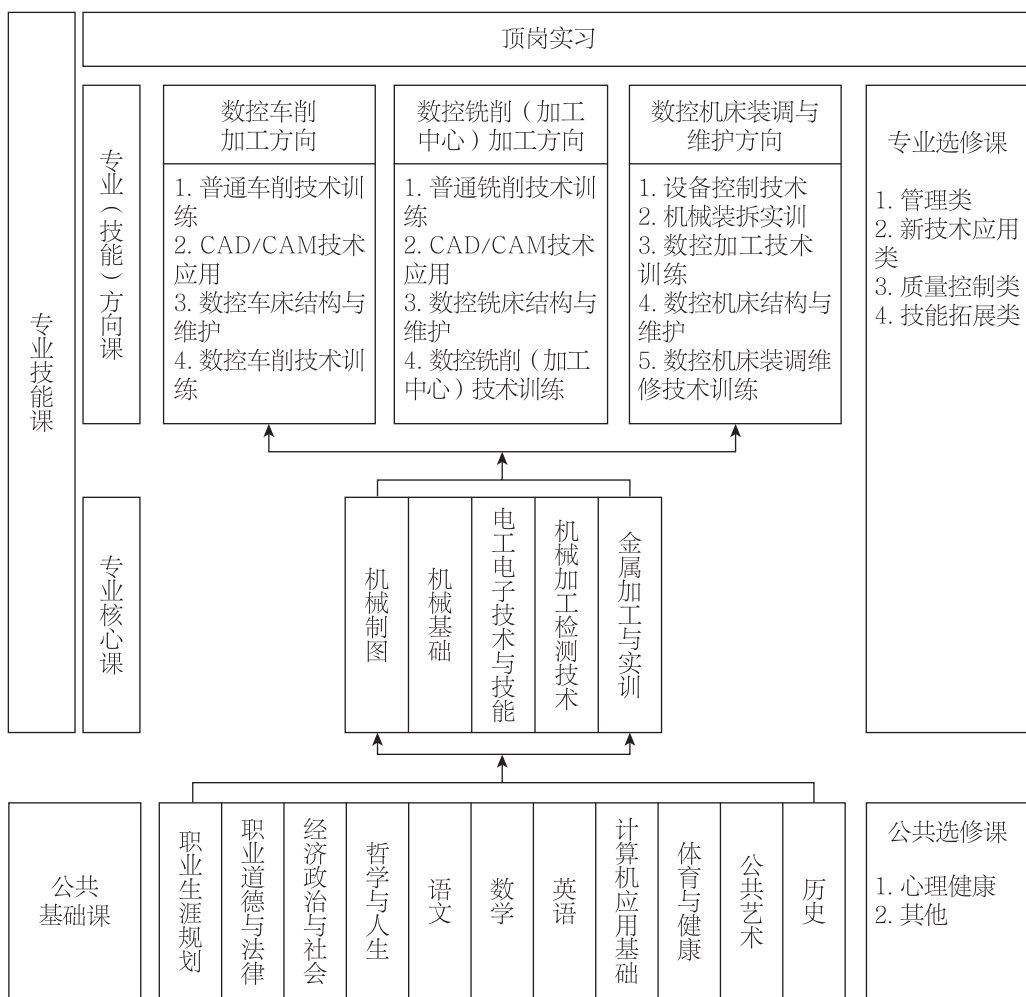 顶岗实习
专业技能课
专业（技能）方向课
数控车削
加工方向
1. 普通车削技术训
练
2. CAD/CAM技术
应用
3. 数控车床结构与
维护
4. 数控车削技术训
练
数控铣削（加工
中心）加工方向
1. 普通铣削技术训
练
2. CAD/CAM技术
应用
3. 数控铣床结构与
维护
4. 数控铣削（加工
中心）技术训练
数控机床装调与
维护方向
1. 设备控制技术
2. 机械装拆实训
3. 数控加工技术
训练
4. 数控机床结构与
维护
5. 数控机床装调维
修技术训练
专业选修课
1. 管理类
2. 新技术应用
类
3. 质量控制类
4. 技能拓展类
专业核心课
机械制图
机械基础
电工电子技术与技能
机械加工检测技术
金属加工与实训
公共
基础课
职业生涯规划
职业道德与法律
经济政治与社会
哲学与人生
语文
数学
英语
计算机应用基础
体育与健康
公共艺术
历史
公共选修课
1. 心理健康
2. 其他